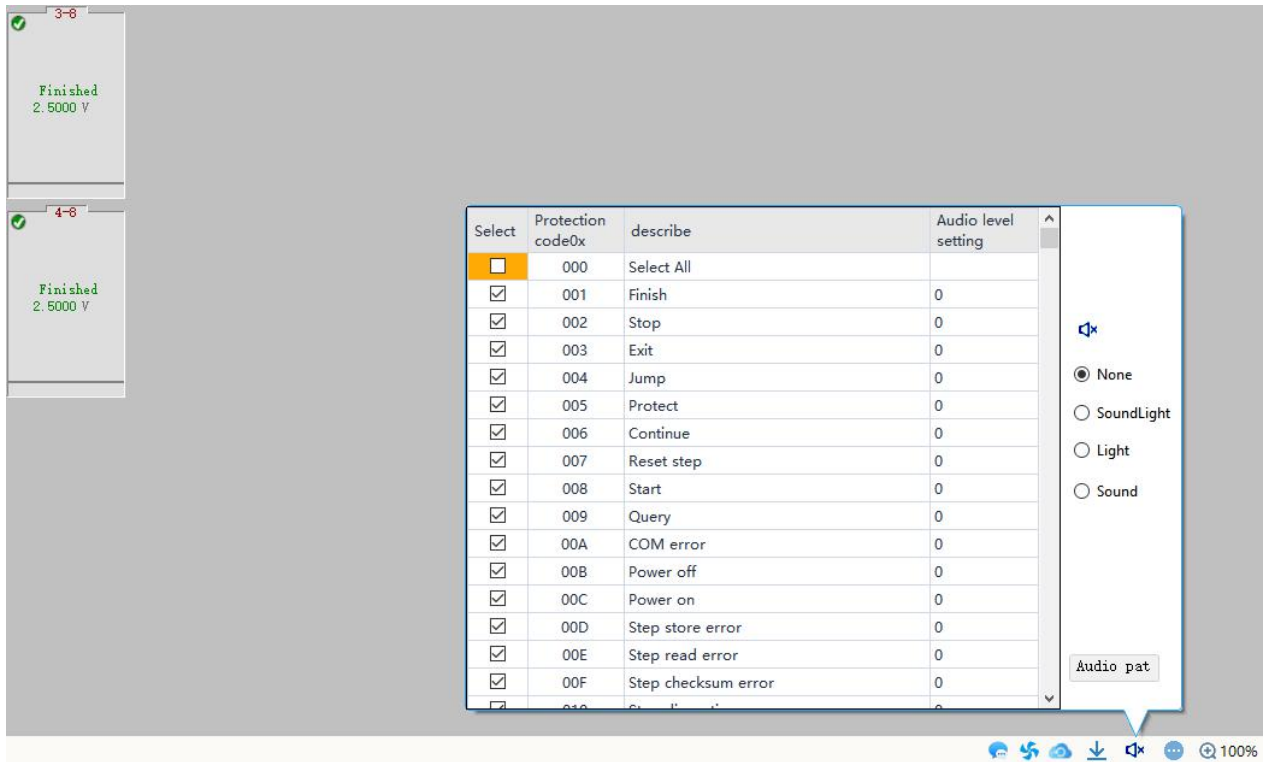 3-8
Finished
2.5000 V
4-8
Finished
2.5000 V
Select Protection code0x describe Audio level setting
000 Select All
001 Finish 0
002 Stop 0
003 Exit 0
004 Jump 0
005 Protect 0
006 Continue 0
007 Reset step 0
008 Start 0
009 Query 0
00A COM error 0
00B Power off 0
00C Power on 0
00D Step store error 0
00E Step read error 0
00F Step checksum error 0
None
SoundLight
Light
Sound
Audio pat
100%